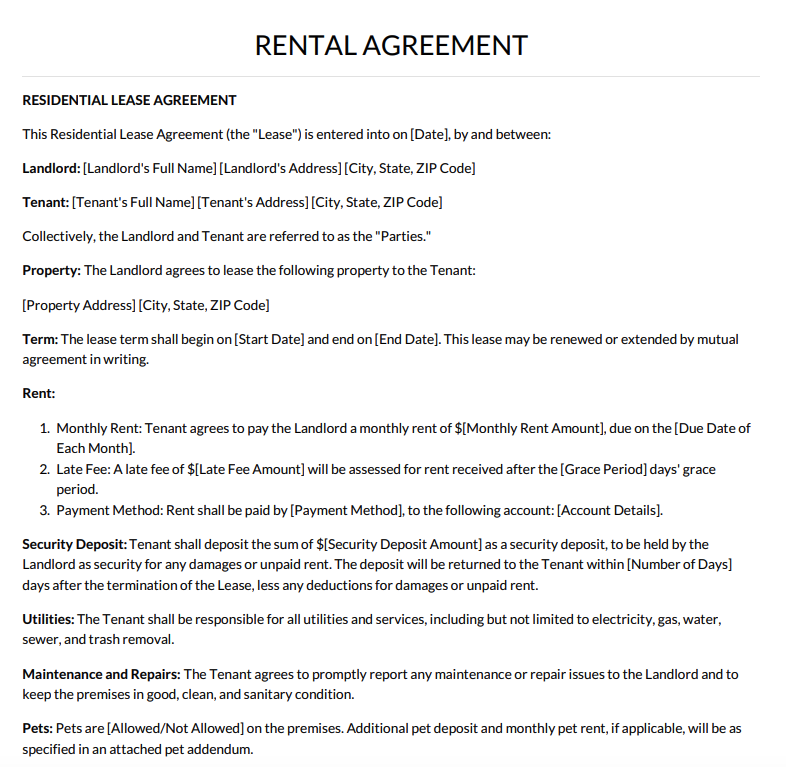 RENTAL AGREEMENT
RESIDENTIAL LEASE AGREEMENT
This Residential Lease Agreement (the "Lease") is entered into on [Date], by and between:
Landlord: [Landlord's Full Name] [Landlord's Address] [City, State, ZIP Code]
Tenant: [Tenant's Full Name] [Tenant's Address] [City, State, ZIP Code]
Collectively, the Landlord and Tenant are referred to as the "Parties."
Property: The Landlord agrees to lease the following property to the Tenant:
[Property Address] [City, State, ZIP Code]
Term: The lease term shall begin on [Start Date] and end on [End Date]. This lease may be renewed or extended by mutual
agreement in writing.
Rent:
1. Monthly Rent: Tenant agrees to pay the Landlord a monthly rent of $[Monthly Rent Amount], due on the [Due Date of
Each Month].
2. Late Fee: A late fee of $[Late Fee Amount] will be assessed for rent received after the [Grace Period] days' grace
period.
3. Payment Method: Rent shall be paid by [Payment Method], to the following account: [Account Details].
Security Deposit: Tenant shall deposit the sum of $[Security Deposit Amount] as a security deposit, to be held by the
Landlord as security for any damages or unpaid rent. The deposit will be returned to the Tenant within [Number of Days]
days after the termination of the Lease, less any deductions for damages or unpaid rent.
Utilities: The Tenant shall be responsible for all utilities and services, including but not limited to electricity, gas, water,
sewer, and trash removal.
Maintenance and Repairs: The Tenant agrees to promptly report any maintenance or repair issues to the Landlord and to
keep the premises in good, clean, and sanitary condition.
Pets: Pets are [Allowed/Not Allowed] on the premises. Additional pet deposit and monthly pet rent, if applicable, will be as
specified in an attached pet addendum.